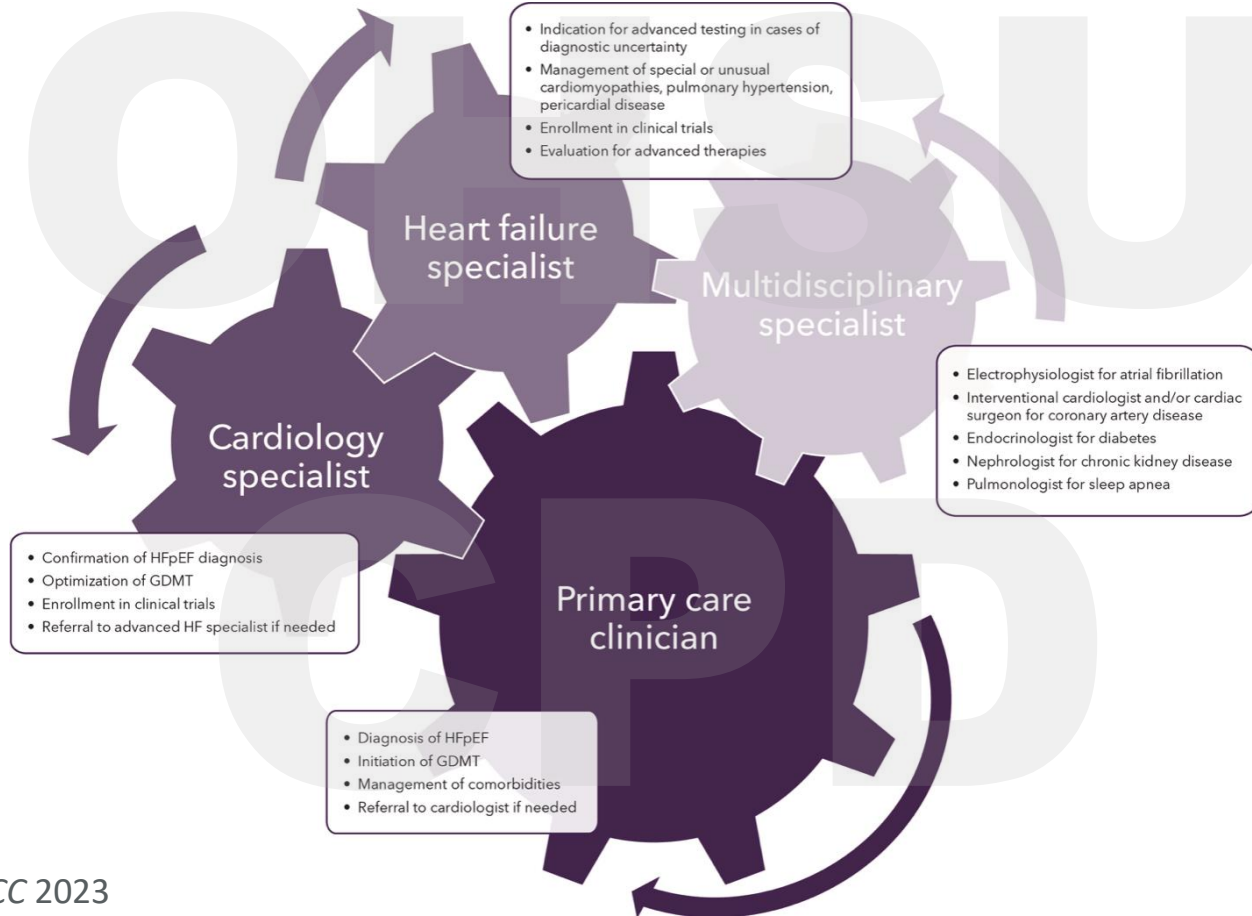 OHSU
CPD
• Indication for advanced testing in cases of
diagnostic uncertainty
• Management of special or unusual
cardiomyopathies, pulmonary hypertension,
pericardial disease
• Enrollment in clinical trials
• Evaluation for advanced therapies
Heart failure
specialist
Multidisciplinary
specialist
• Electrophysiologist for atrial fibrillation
• Interventional cardiologist and/or cardiac
surgeon for coronary artery disease
• Endocrinologist for diabetes
• Nephrologist for chronic kidney disease
• Pulmonologist for sleep apnea
Cardiology
specialist
• Confirmation of HFpEF diagnosis
• Optimization of GDMT
• Enrollment in clinical trials
• Referral to advanced HF specialist if needed
Primary care
clinician
• Diagnosis of HFpEF
• Initiation of GDMT
• Management of comorbidities
• Referral to cardiologist if needed
CC 2023